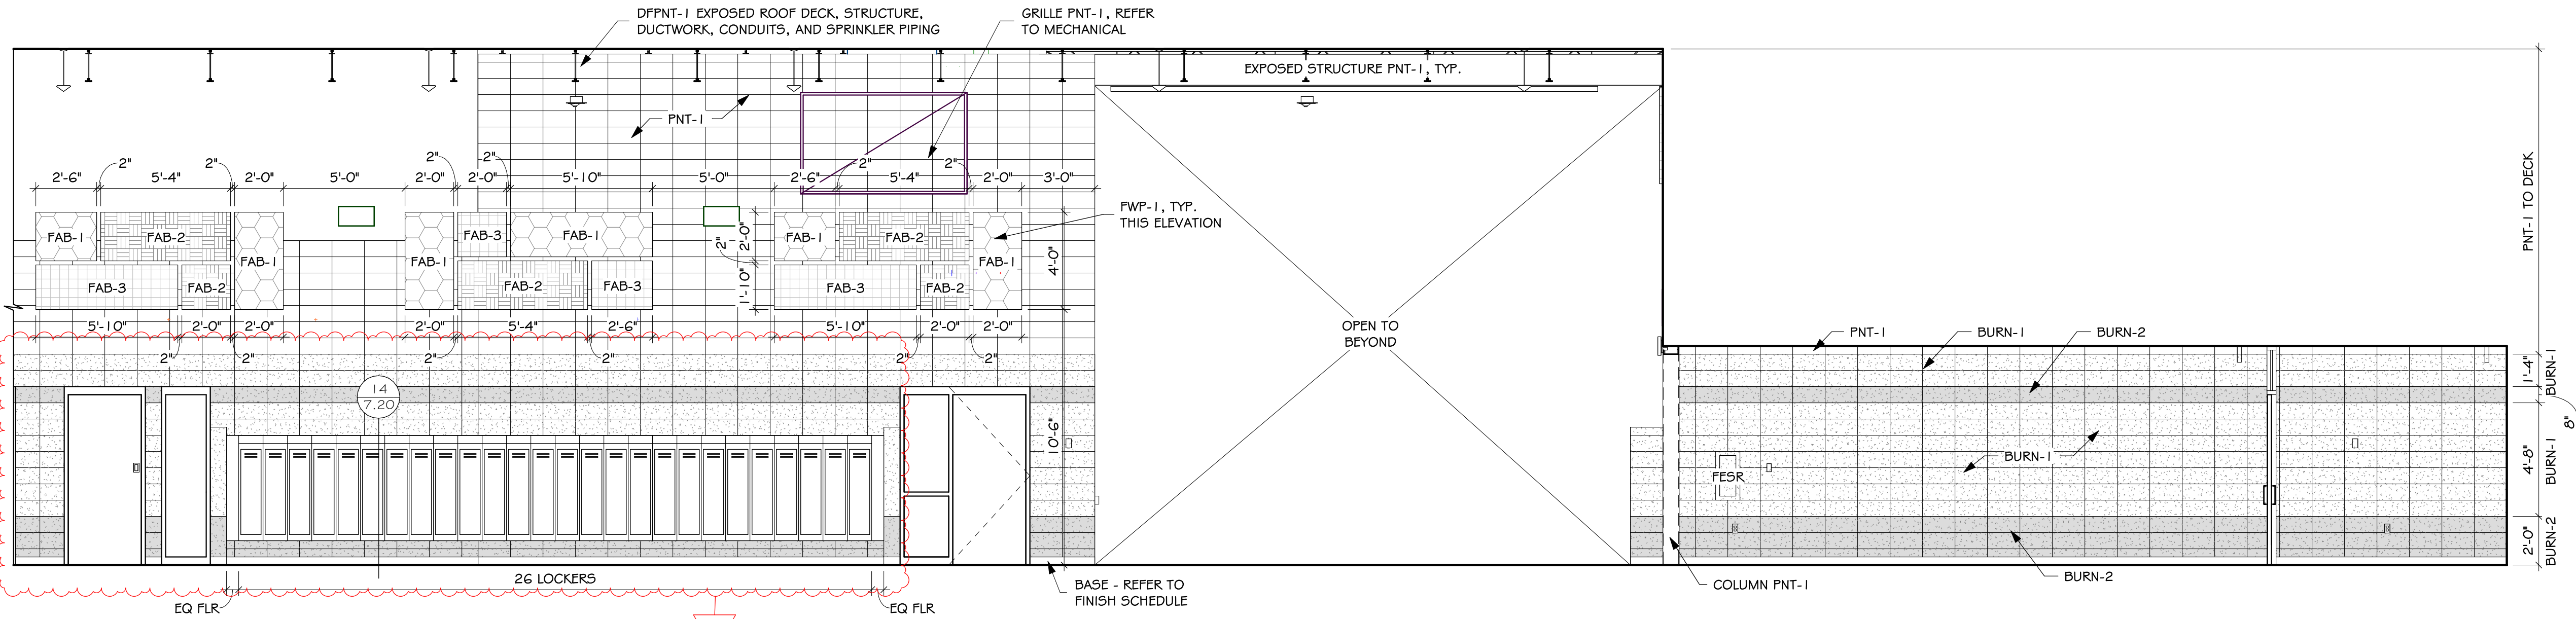 DFPNT-1 EXPOSED ROOF DECK, STRUCTURE,
DUCTWORK, CONDUITS, AND SPRINKLER PIPING
GRILLE PNT-1, REFER
TO MECHANICAL
EXPOSED STRUCTURE PNT-1, TYP.
PNT-1
2'-6"
2"
5'-4"
2"
2'-0"
5'-0"
2'-0"
2"
2'-0"
2"
5'-10"
5'-0"
2'-6"
2"
5'-4"
2"
2'-0"
3'-0"
FWP-1, TYP.
THIS ELEVATION
FAB-1
FAB-2
FAB-1
FAB-3
FAB-2
FAB-1
FAB-3
FAB-1
FAB-2
FAB-3
2'-0"
2"
1'-10"
FAB-1
FAB-2
FAB-1
FAB-3
FAB-2
4'-0"
5'-10"
2'-0"
2'-0"
2'-0"
5'-4"
2'-6"
5'-10"
2'-0"
2'-0"
2"
2"
2"
2"
2"
2"
OPEN TO
BEYOND
PNT-1 TO DECK
PNT-1
BURN-1
BURN-2
14
7.20
10'-6"
BURN-1
FESR
1'-4"
BURN-1
8"
4'-8"
BURN-1
2'-0"
BURN-2
26 LOCKERS
EQ FLR
EQ FLR
BASE - REFER TO
FINISH SCHEDULE
COLUMN PNT-1
BURN-2